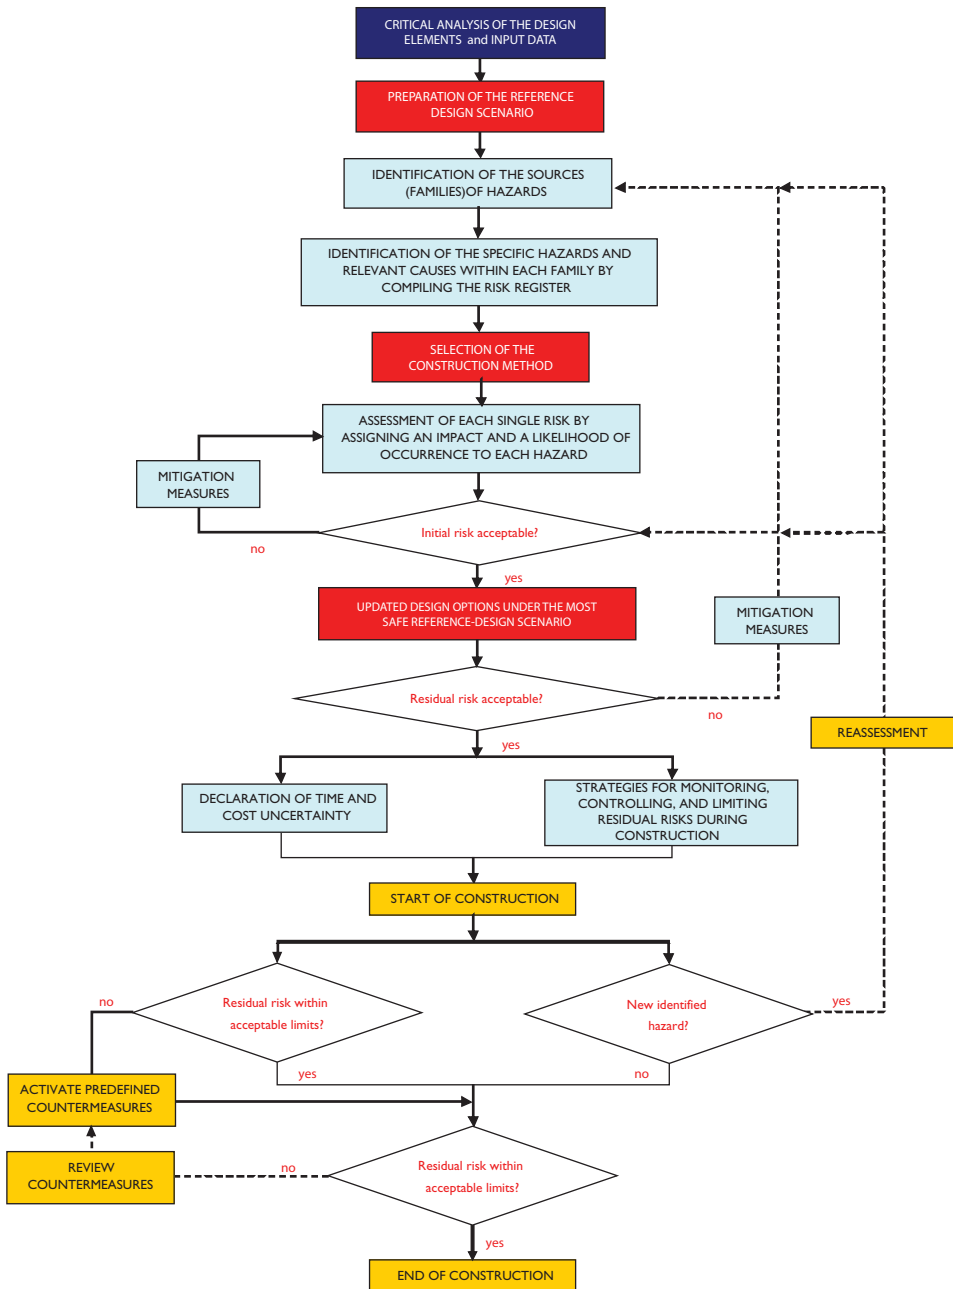 CRITICAL ANALYSIS OF THE DESIGN
ELEMENTS and INPUT DATA
PREPARATION OF THE REFERENCE
DESIGN SCENARIO
IDENTIFICATION OF THE SOURCES
(FAMILIES)OF HAZARDS
IDENTIFICATION OF THE SPECIFIC HAZARDS AND
RELEVANT CAUSES WITHIN EACH FAMILY BY
COMPILING THE RISK REGISTER
SELECTION OF THE
CONSTRUCTION METHOD
ASSESSMENT OF EACH SINGLE RISK BY
ASSIGNING AN IMPACT AND A LIKELIHOOD OF
OCCURRENCE TO EACH HAZARD
MITIGATION
MEASURES
Initial risk acceptable?
no
yes
UPDATED DESIGN OPTIONS UNDER THE MOST
SAFE REFERENCE-DESIGN SCENARIO
MITIGATION
MEASURES
Residual risk acceptable?
no
REASSESSMENT
yes
DECLARATION OF TIME AND
COST UNCERTAINTY
STRATEGIES FOR MONITORING,
CONTROLLING, AND LIMITING
RESIDUAL RISKS DURING
CONSTRUCTION
START OF CONSTRUCTION
no
Residual risk within
acceptable limits?
New identified
hazard?
yes
yes
no
ACTIVATE PREDEFINED
COUNTERMEASURES
REVIEW
COUNTERMEASURES
no
Residual risk within
acceptable limits?
yes
END OF CONSTRUCTION